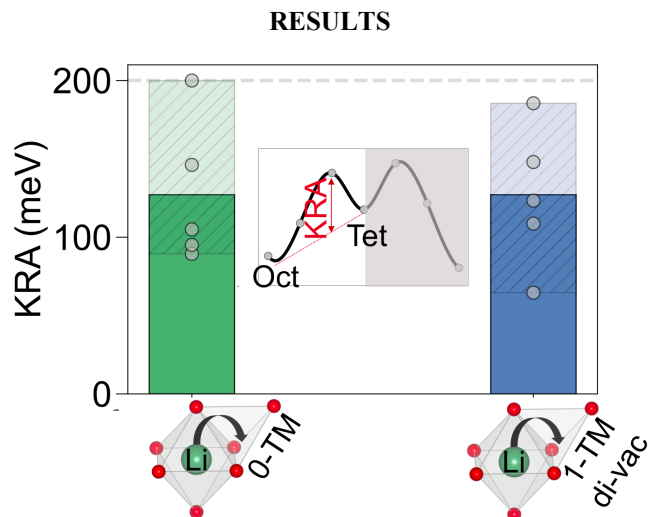 RESULTS
200
100
0
KRA (meV)
KRA
Oct
Tet
Li
0-TM
Li
1-TM
di-vac